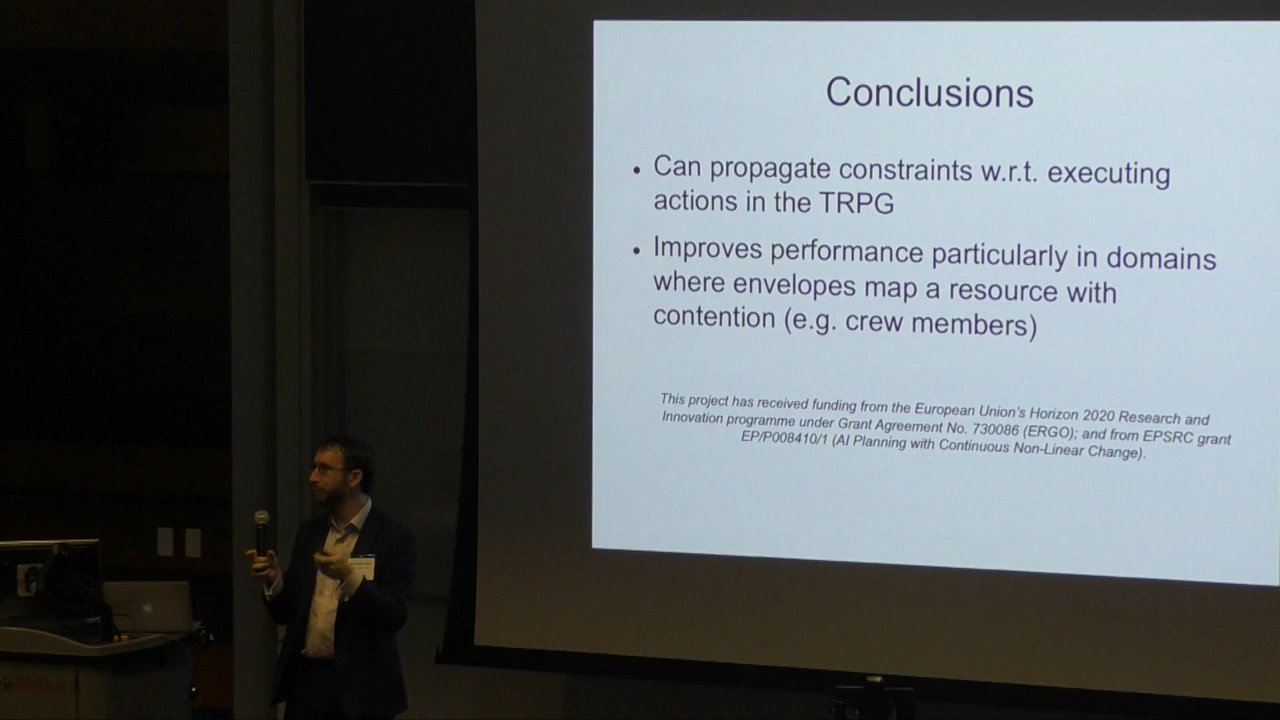 Conclusions
• Can propagate constraints w.r.t. executing
actions in the TRPG
• Improves performance particularly in domains
where envelopes map a resource with
contention (e.g. crew members)
This project has received funding from the European Union's Horizon 2020 Research and
Innovation programme under Grant Agreement No. 730086 (ERGO); and from EPSRC grant
EP/P008410/1 (AI Planning with Continuous Non-Linear Change).